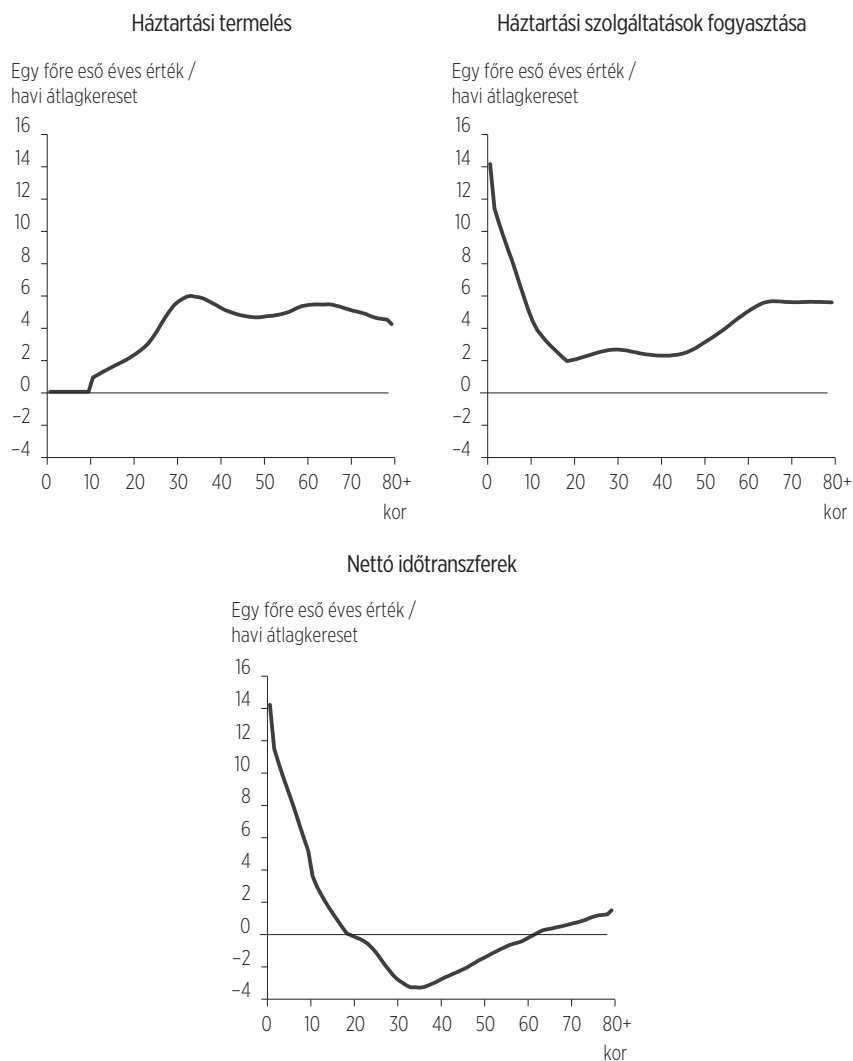 Háztartási termelés
Egy főre eső éves érték /
havi átlagkereset
16
14
12
10
8
6
4
2
0
−2
−4
0 10 20 30 40 50 60 70 80+
kor
Háztartási szolgáltatások fogyasztása
Egy főre eső éves érték /
havi átlagkereset
16
14
12
10
8
6
4
2
0
−2
−4
0 10 20 30 40 50 60 70 80+
kor
Nettó időtranszferek
Egy főre eső éves érték /
havi átlagkereset
16
14
12
10
8
6
4
2
0
−2
−4
0 10 20 30 40 50 60 70 80+
kor